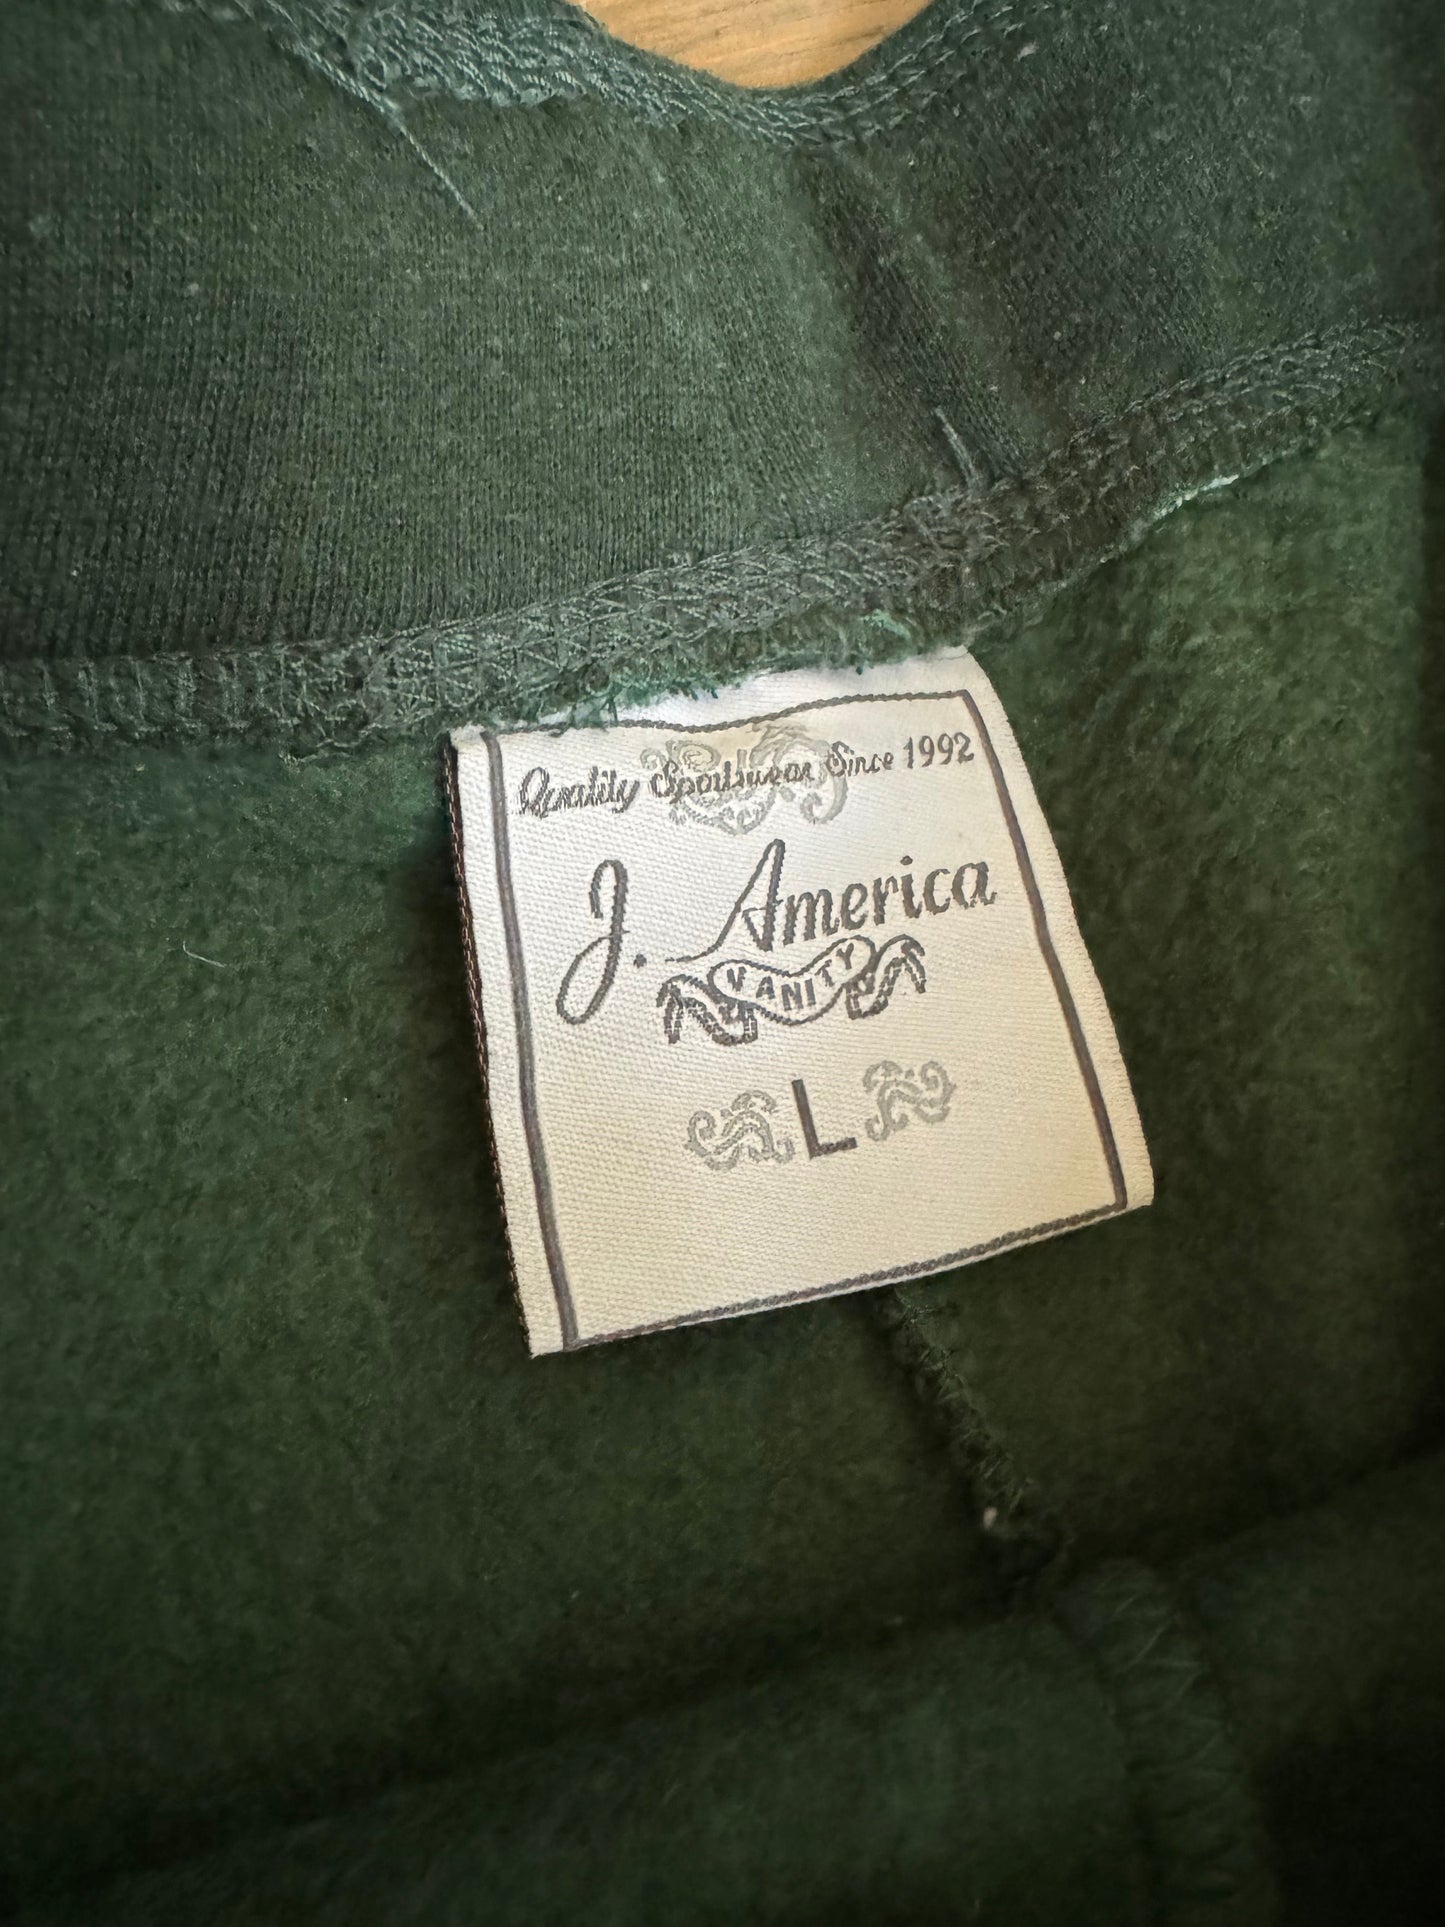 Quality Sportswear Since 1992
J. America
VANITY
L